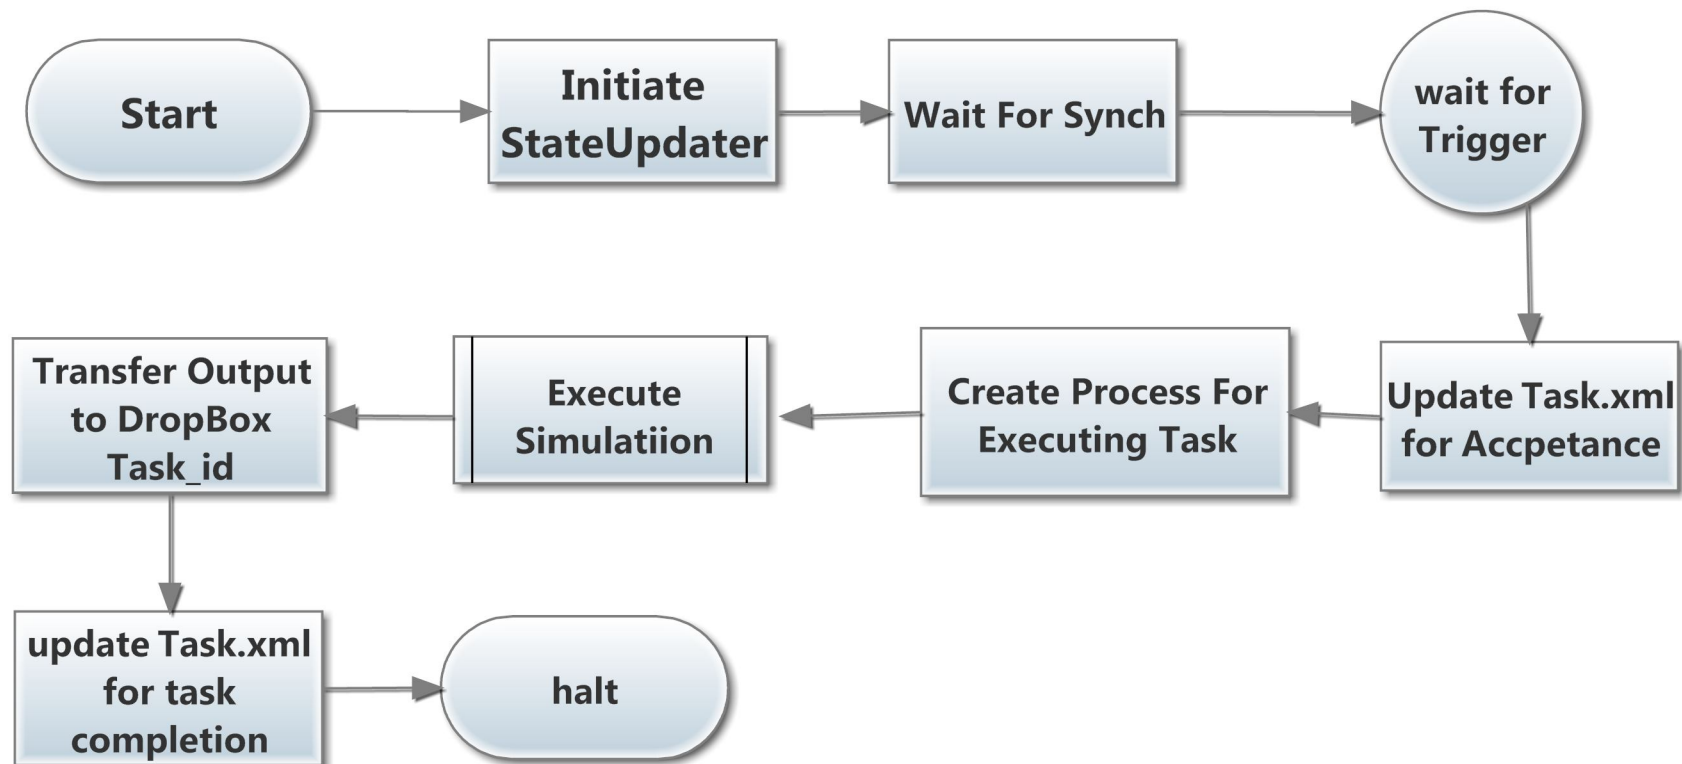 Start
Initiate
StateUpdater
Wait For Synch
wait for
Trigger
Update Task.xml
for Accpetance
Create Process For
Executing Task
Execute
Simulatiion
Transfer Output
to DropBox
Task_id
update Task.xml
for task
completion
halt